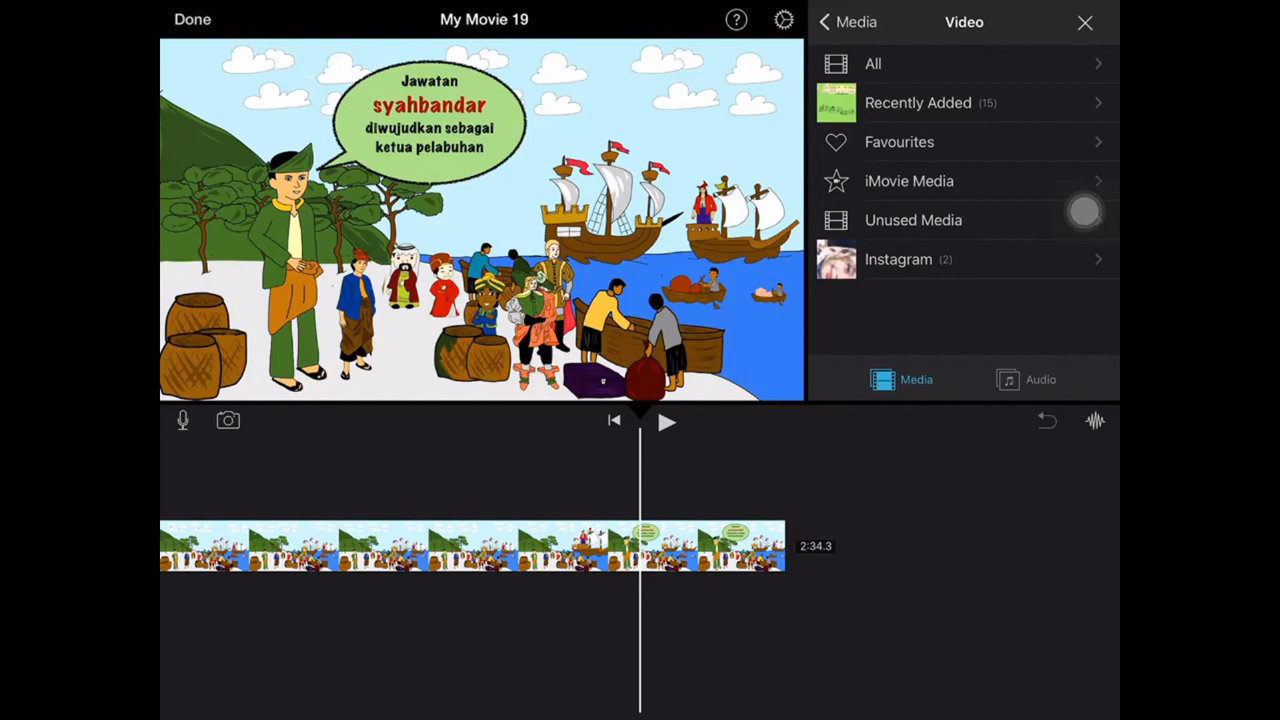 Done
My Movie 19
?
Media
Video
All
Recently Added (15)
Favourites
iMovie Media
Unused Media
Instagram (2)
Media
Audio
Jawatan
syahbandar
diwujudkan sebagai
ketua pelabuhan
2:34.3